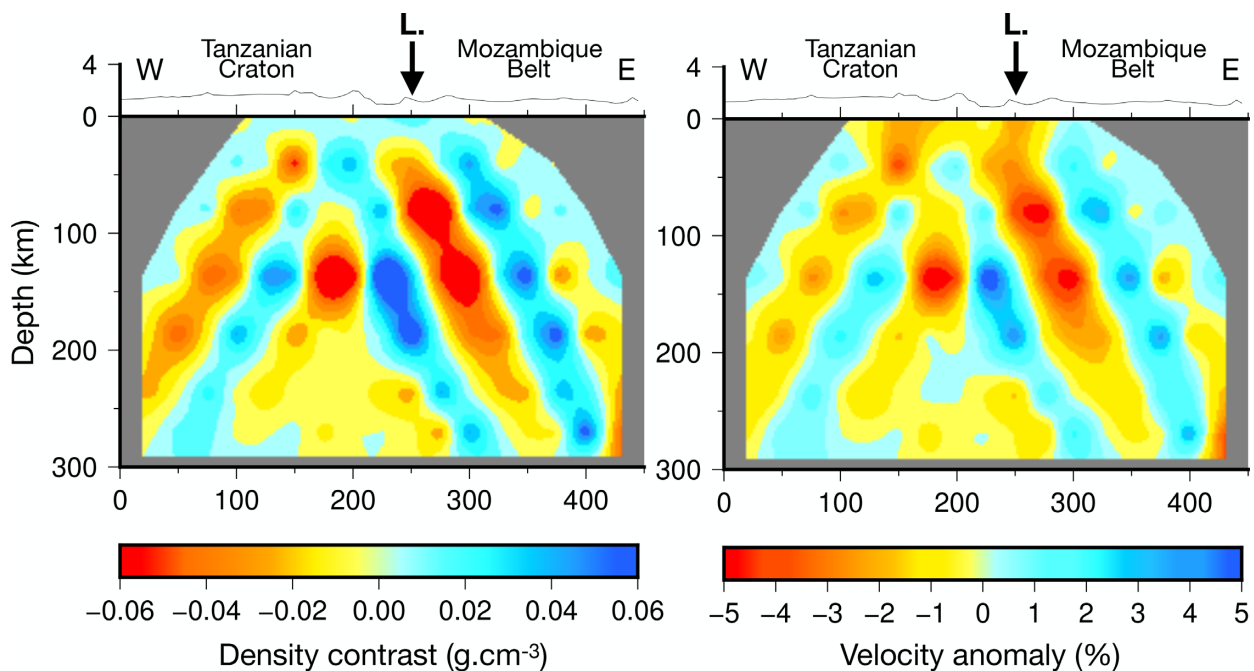 L.
W
Tanzanian
Craton
Mozambique
Belt
E
4
0
100
200
300
Depth (km)
0 100 200 300 400
−0.06 −0.04 −0.02 0.00 0.02 0.04 0.06
Density contrast (g.cm-3)
L.
W
Tanzanian
Craton
Mozambique
Belt
E
4
0
100
200
300
0 100 200 300 400
−5 −4 −3 −2 −1 0 1 2 3 4 5
Velocity anomaly (%)